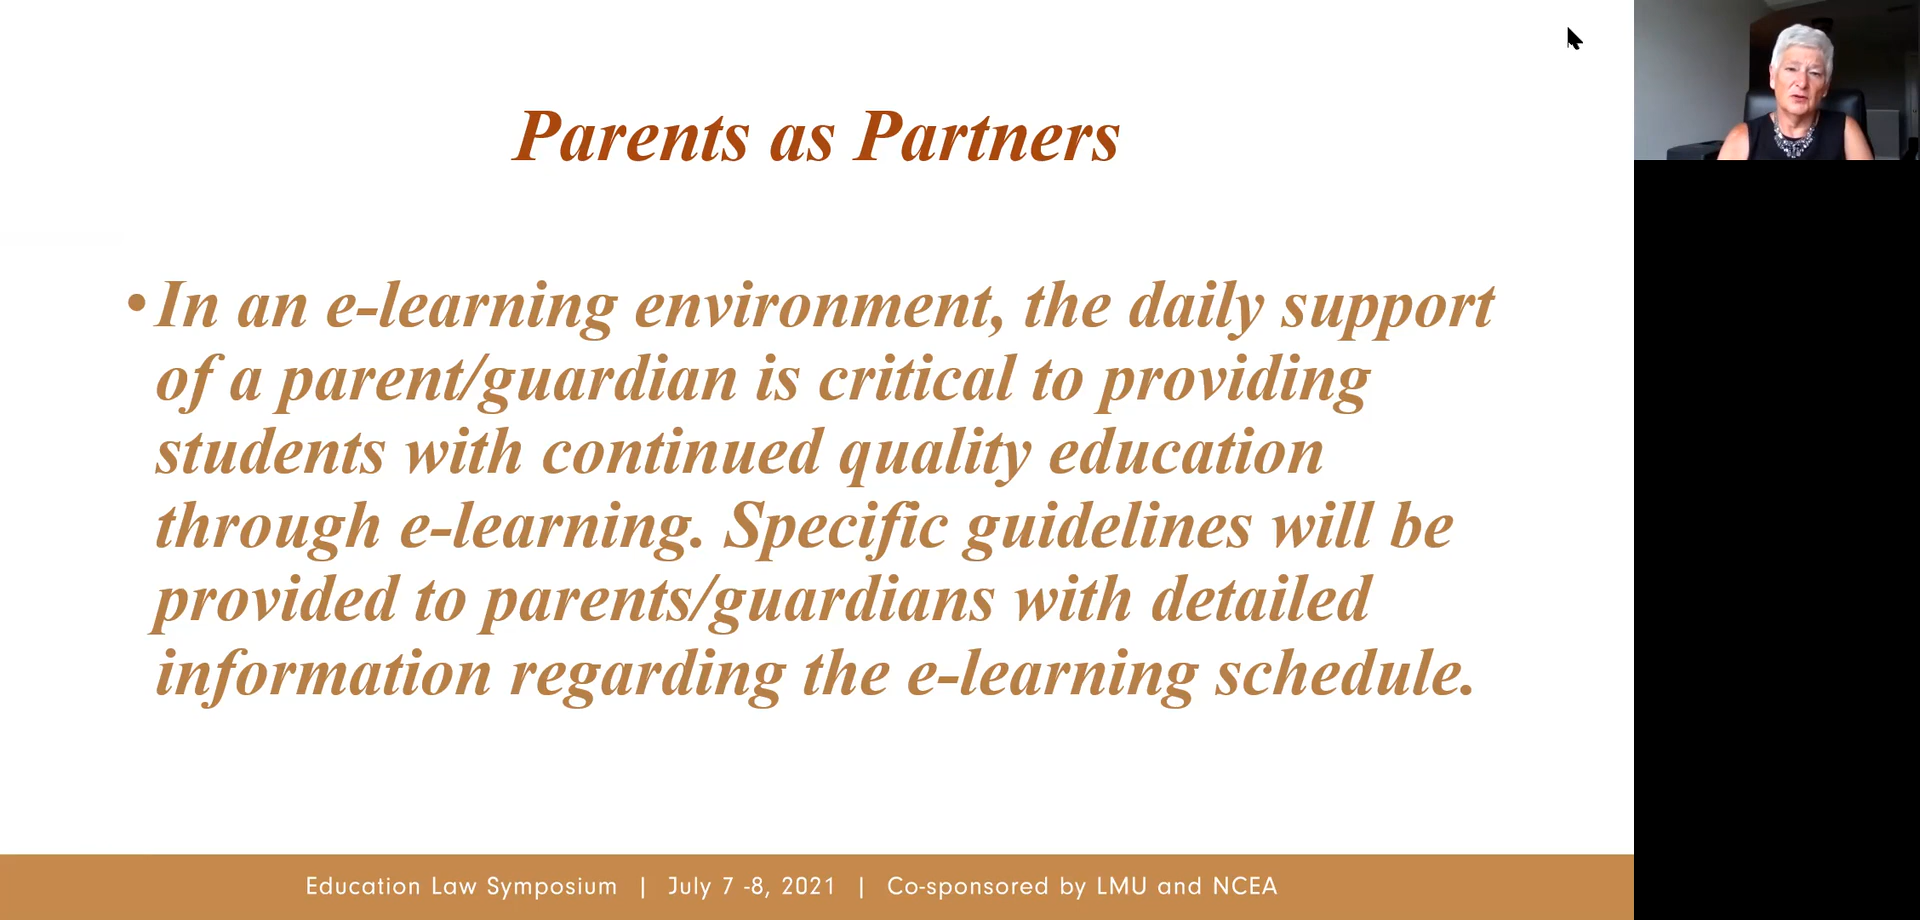 Parents as Partners
• In an e-learning environment, the daily support
of a parent/guardian is critical to providing
students with continued quality education
through e-learning. Specific guidelines will be
provided to parents/guardians with detailed
information regarding the e-learning schedule.
Education Law Symposium | July 7 -8, 2021 | Co-sponsored by LMU and NCEA